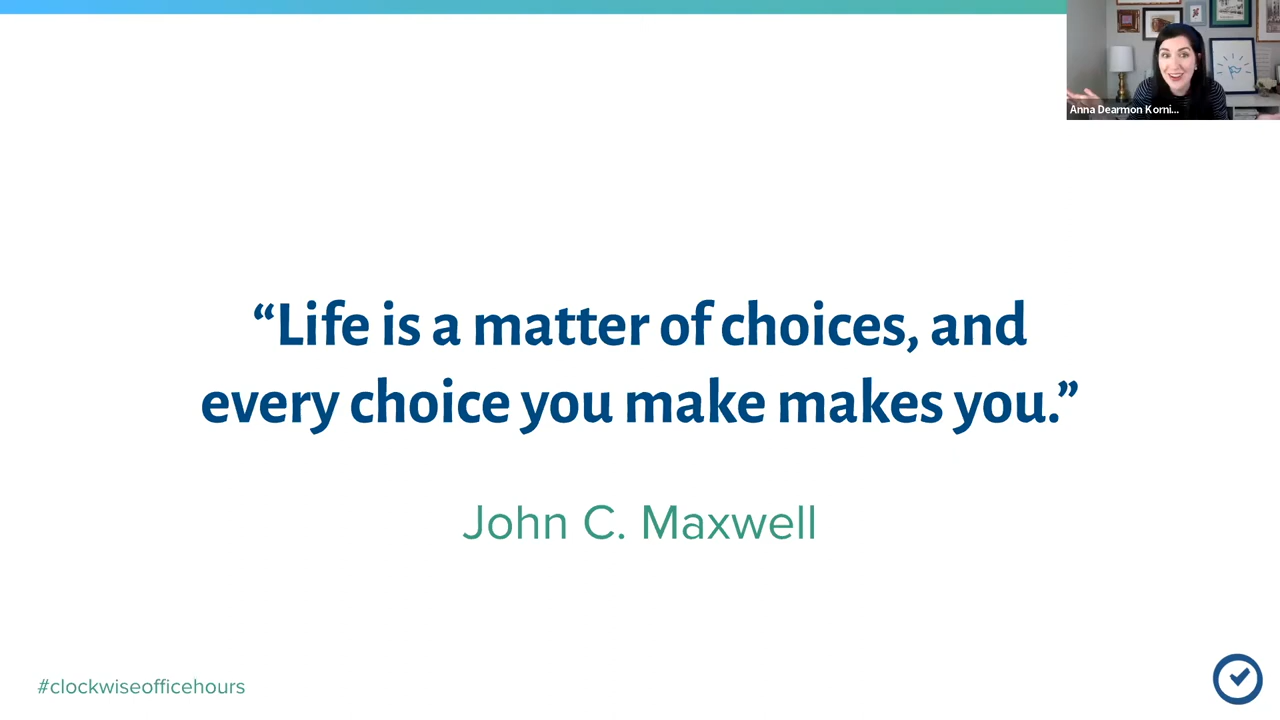 Anna Dearmon Korni...
“Life is a matter of choices, and
every choice you make makes you.”
John C. Maxwell
#clockwiseofficehours